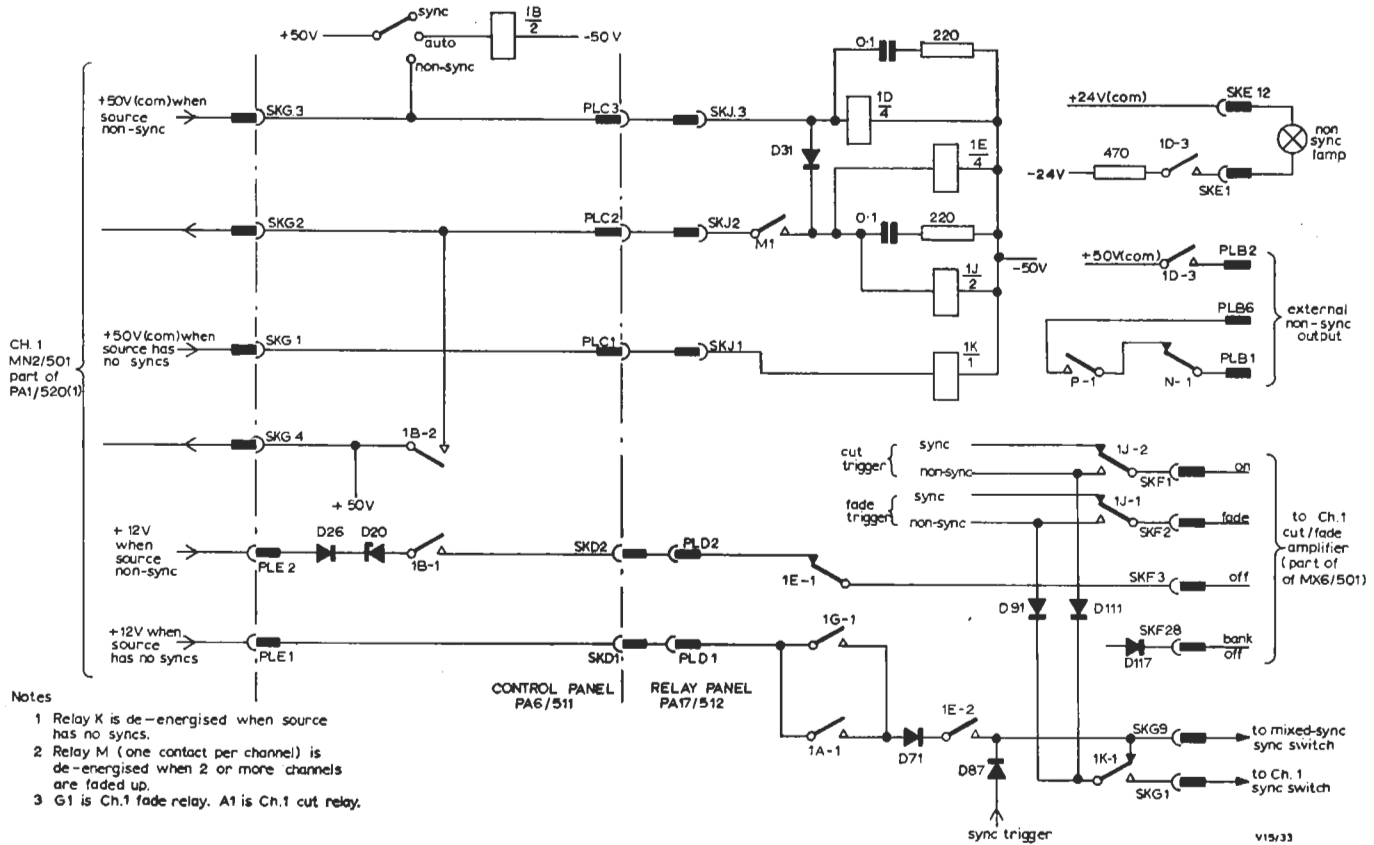 sync
1B
2
+50V
auto
-50 V
non-sync
0·1
220
+50V(com)when
source
non-sync
SKG.3
PLC3
SKJ.3
1D
4
+24V(com)
SKE 12
non
sync
lamp
D31
1E
4
470
1D-3
-24V
SKE1
SKG2
PLC2
SKJ2
M1
0·1
220
-50V
+50V(com)
1D-3
PLB2
1J
2
PLB6
external
non-sync
output
CH. 1
MN2/501
part of
PA1/520(1)
+50V(com)when
source has
no syncs
SKG 1
PLC1
SKJ1
1K
1
P-1
N-1
PLB1
SKG 4
1B-2
+ 50V
cut
trigger
sync
non-sync
1J-2
SKF1
on
fade
trigger
sync
non-sync
1J-1
SKF2
fade
to Ch.1
cut/fade
amplifier
(part of
of MX6/501)
+ 12V
when
source
non-sync
PLE2
D26
D20
1B-1
SKD2
PLD2
1E-1
SKF3
off
D91
D111
+12V when
source
has no syncs
PLE1
SKD1
PLD1
1G-1
SKF28
bank
off
D117
CONTROL PANEL
PA6/511
RELAY PANEL
PA17/512
1A-1
D71
1E-2
D87
SKG9
to mixed-sync
sync switch
1K-1
SKG1
to Ch. 1
sync switch
sync trigger
Notes
1 Relay K is de-energised when source
has no syncs.
2 Relay M (one contact per channel) is
de-energised when 2 or more channels
are faded up.
3 G1 is Ch.1 fade relay. A1 is Ch.1 cut relay.
V15/33